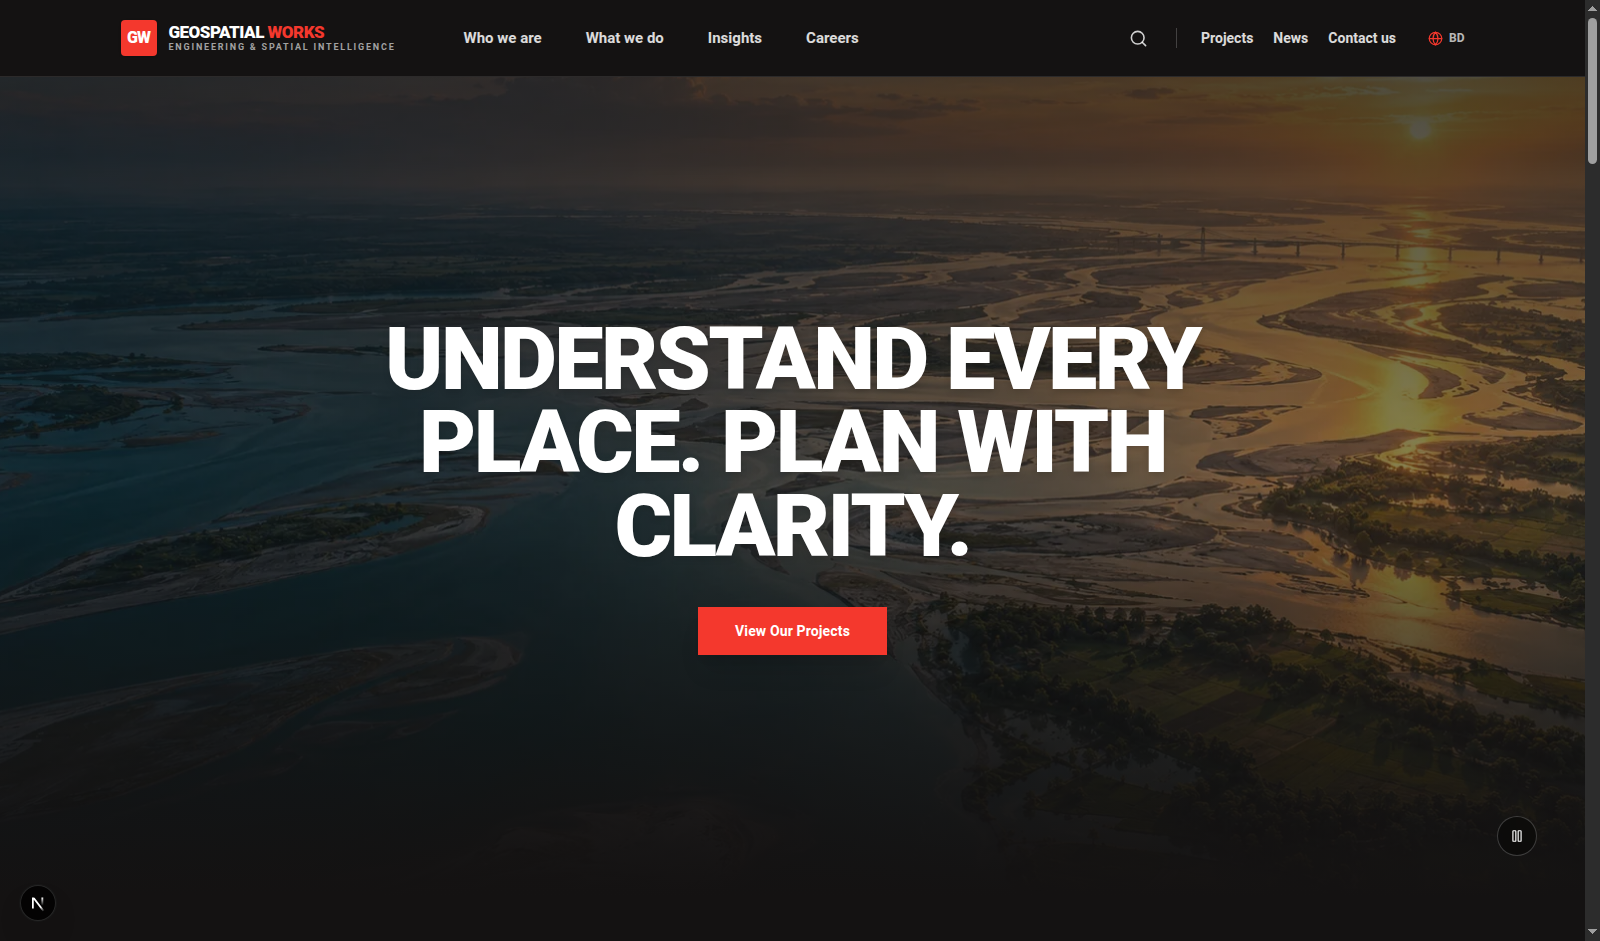 GW
GEOSPATIAL WORKS
ENGINEERING & SPATIAL INTELLIGENCE
Who we are
What we do
Insights
Careers
Projects
News
Contact us
BD
UNDERSTAND EVERY
PLACE. PLAN WITH
CLARITY.
View Our Projects
N